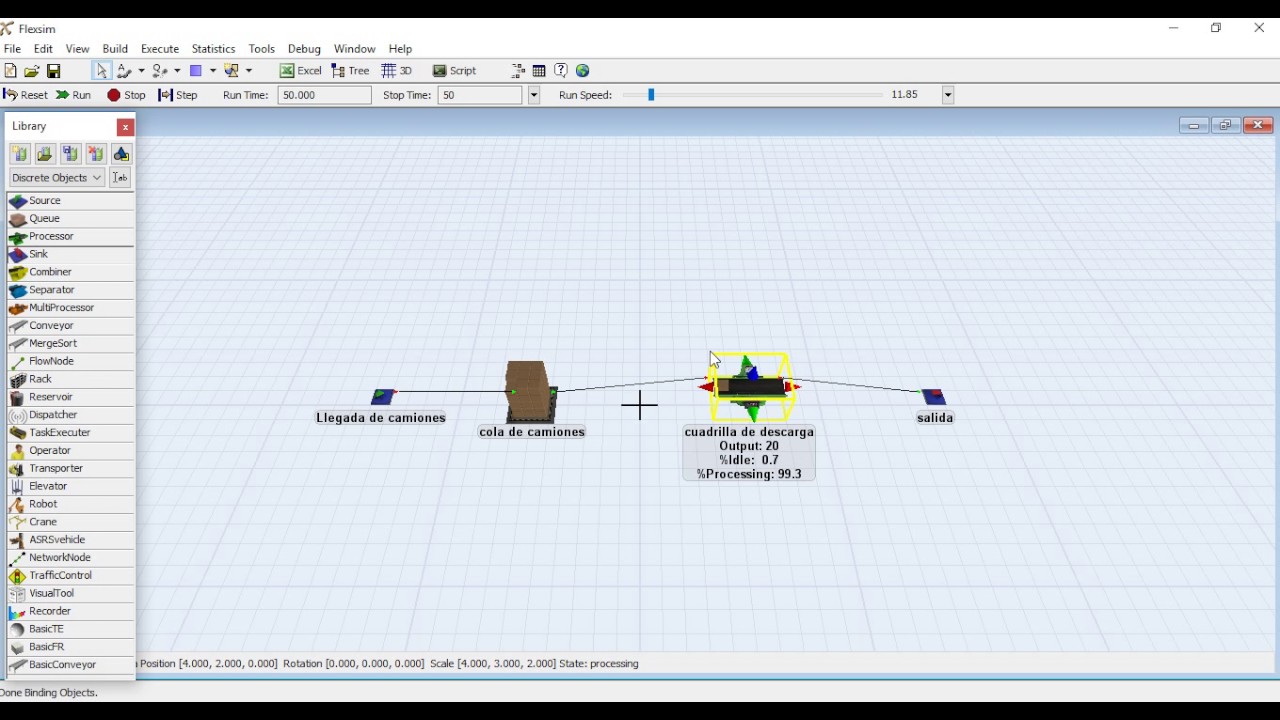 Flexsim
File Edit View Build Execute Statistics Tools Debug Window Help
Excel Tree 3D Script
Reset Run Stop Step Run Time: 50.000 Stop Time: 50 Run Speed: 11.85
Library
Discrete Objects
Source
Queue
Processor
Sink
Combiner
Separator
MultiProcessor
Conveyor
MergeSort
FlowNode
Rack
Reservoir
Dispatcher
TaskExecuter
Operator
Transporter
Elevator
Robot
Crane
ASRSvehicle
NetworkNode
TrafficControl
VisualTool
Recorder
BasicTE
BasicFR
BasicConveyor
Llegada de camiones
cola de camiones
cuadrilla de descarga
Output: 20
%Idle: 0.7
%Processing: 99.3
salida
Position [4.000, 2.000, 0.000] Rotation [0.000, 0.000, 0.000] Scale [4.000, 3.000, 2.000] State: processing
Done Binding Objects.